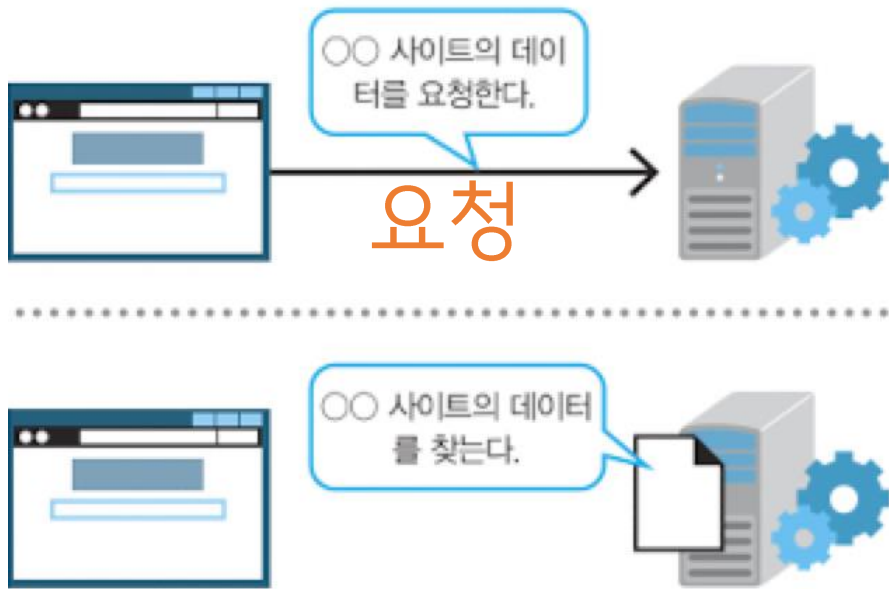 ○○ 사이트의 데이
터를 요청한다.
요청
○○ 사이트의 데이터
를 찾는다.